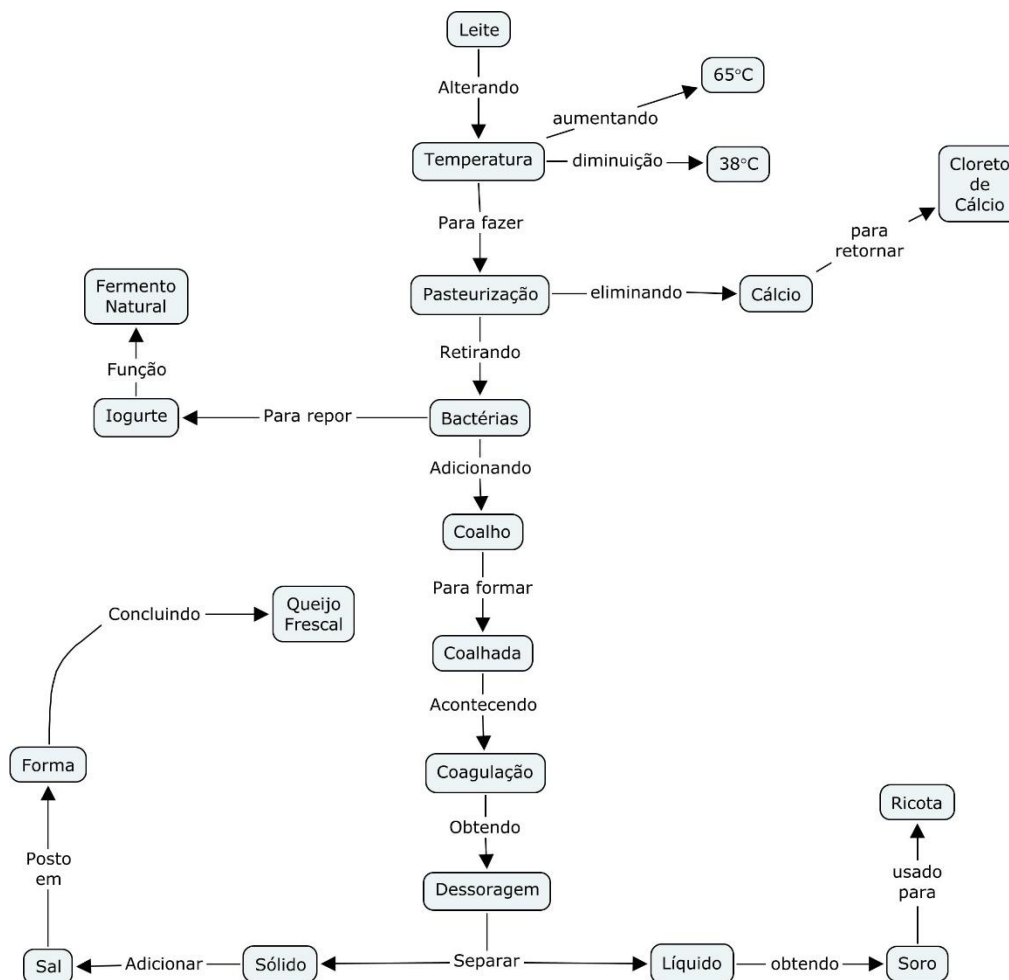 Leite
Alterando
65°C
aumentando
Temperatura
diminuição
38°C
Cloreto
de
Cálcio
Para fazer
para
retornar
Fermento
Natural
Pasteurização
eliminando
Cálcio
Função
Retirando
Iogurte
Para repor
Bactérias
Adicionando
Coalho
Para formar
Concluindo
Queijo
Frescal
Coalhada
Acontecendo
Forma
Coagulação
Ricota
Obtendo
Posto
em
usado
para
Dessoragem
Sal
Adicionar
Sólido
Separar
Líquido
obtendo
Soro